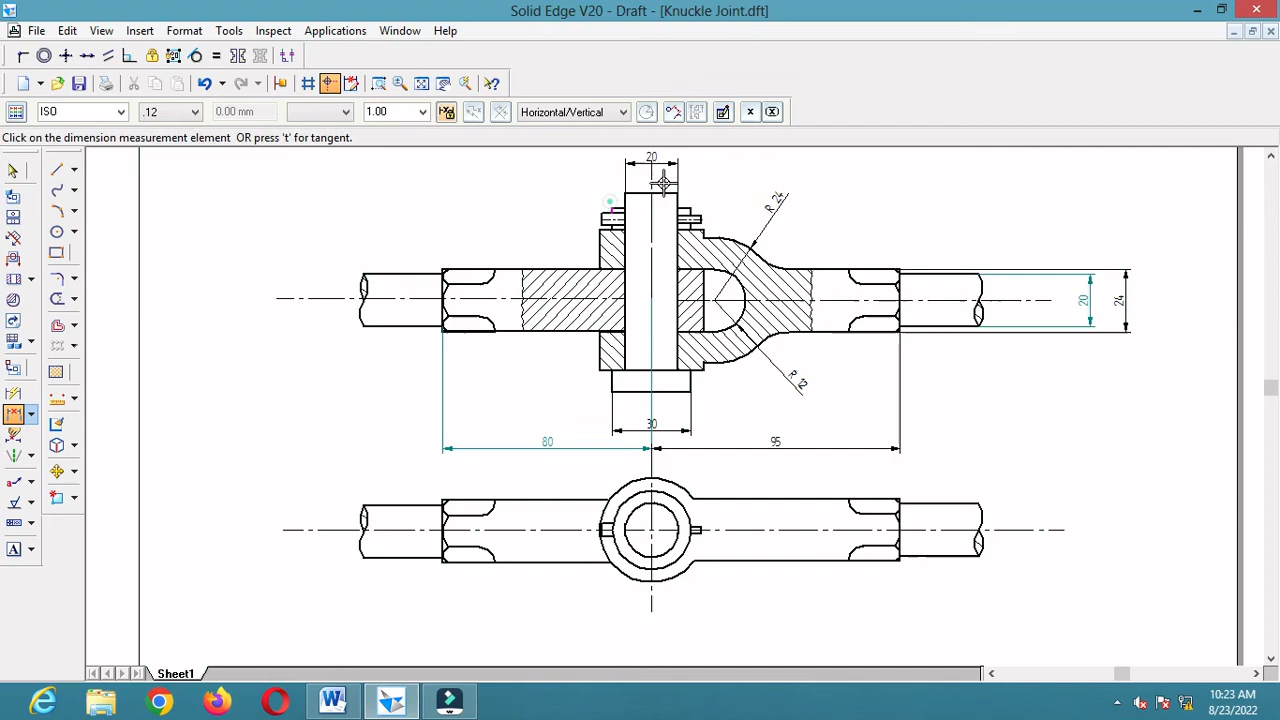 Solid Edge V20 - Draft - [Knuckle Joint.dft]
File Edit View Insert Format Tools Inspect Applications Window Help
ISO .12 0.00 mm 1.00 Horizontal/Vertical
Click on the dimension measurement element OR press 't' for tangent.
20
R 24
20
24
R 12
30
80
95
Sheet1
10:23 AM
8/23/2022